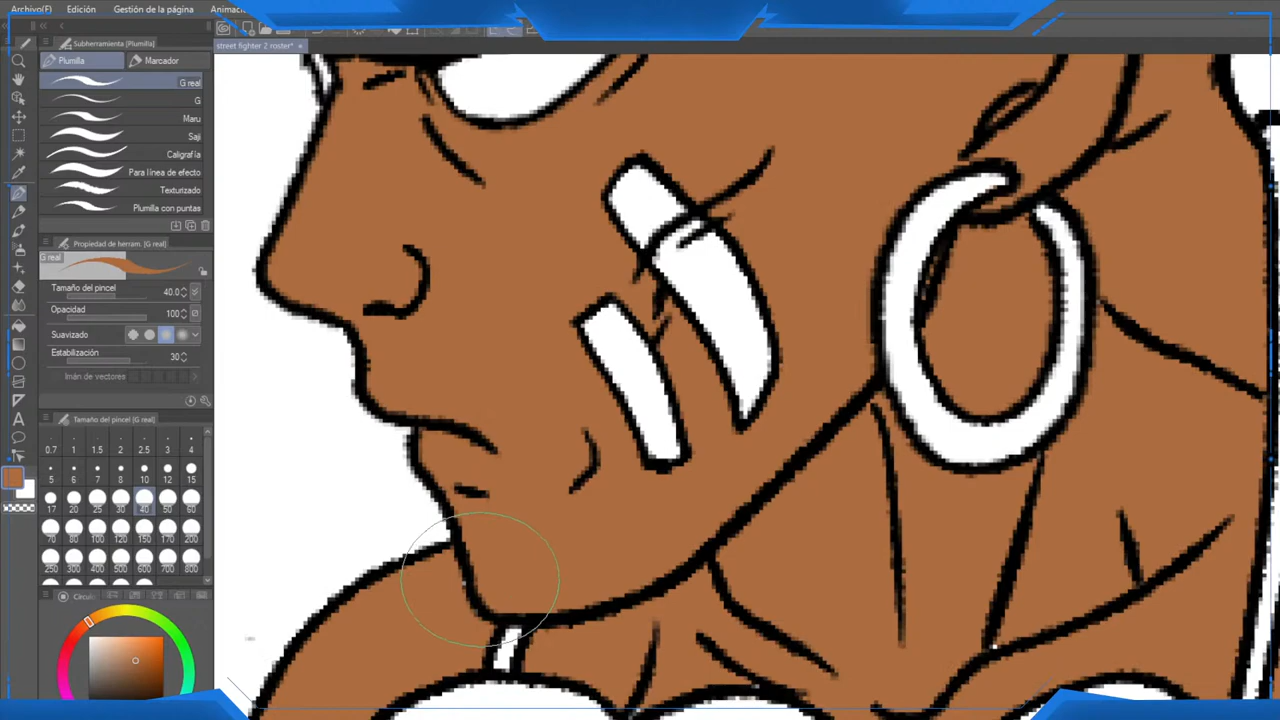 Archivo(F) Edición Gestión de la página Animación
Subherramienta (Plumilla)
street fighter 2 roster*
Plumilla Marcador
G real
G
Maru
Saji
Caligrafía
Para línea de efecto
Texturizado
Plumilla con puntas
Propiedad de herram. (G real)
G real
Tamaño del pincel 40.0
Opacidad 100
Suavizado
Estabilización 30
Imán de vectores
Tamaño del pincel (G real)
0.7 1 1.5 2 2.5 3 4
5 6 7 8 10 12 15
17 20 25 30 40 50 60
70 80 100 120 150 170 200
250 300 400 500 600 700 800
Círculo